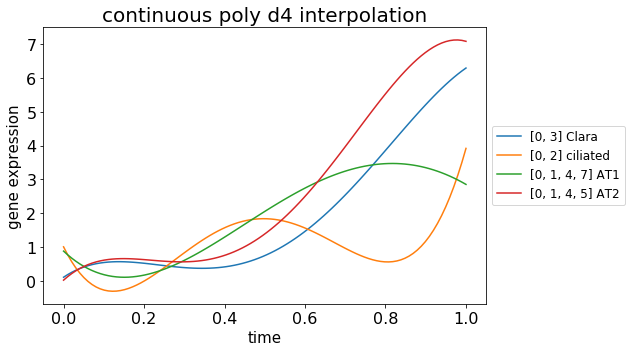 continuous poly d4 interpolation
gene expression
7
6
5
4
3
2
1
0
0.0 0.2 0.4 0.6 0.8 1.0
time
[0, 3] Clara
[0, 2] ciliated
[0, 1, 4, 7] AT1
[0, 1, 4, 5] AT2